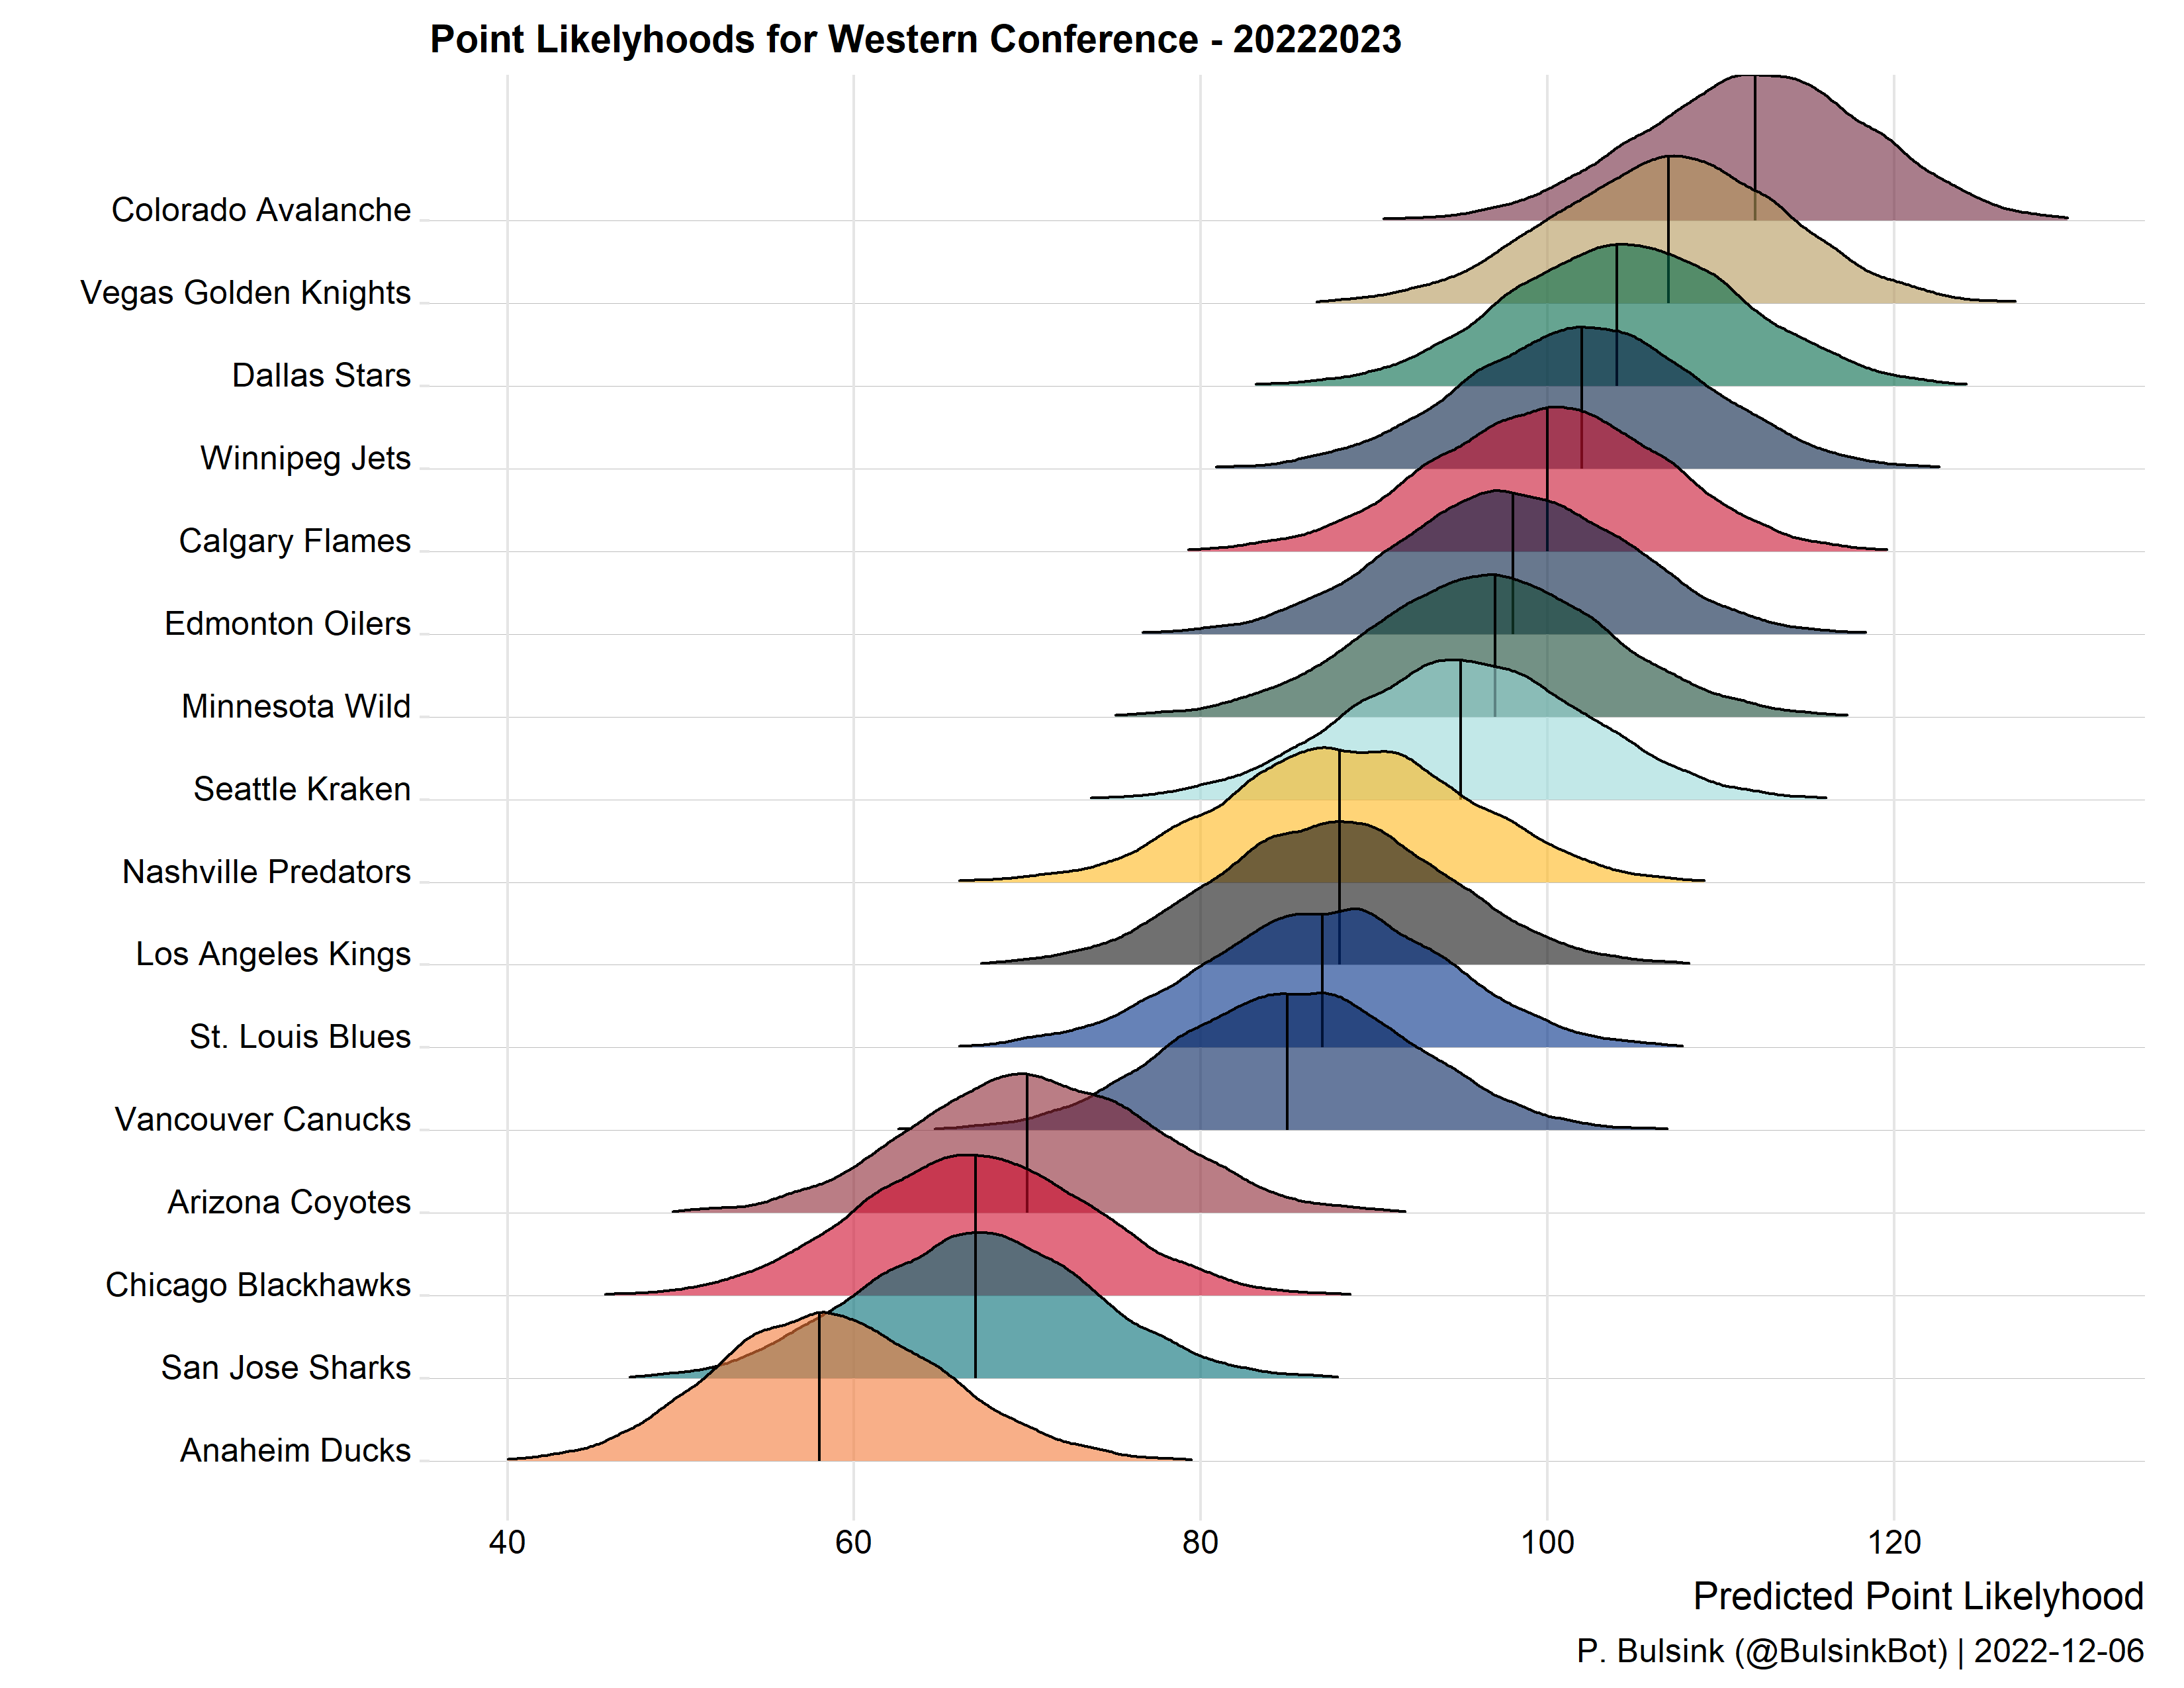 Point Likelyhoods for Western Conference - 20222023
Colorado Avalanche
Vegas Golden Knights
Dallas Stars
Winnipeg Jets
Calgary Flames
Edmonton Oilers
Minnesota Wild
Seattle Kraken
Nashville Predators
Los Angeles Kings
St. Louis Blues
Vancouver Canucks
Arizona Coyotes
Chicago Blackhawks
San Jose Sharks
Anaheim Ducks
40 60 80 100 120
Predicted Point Likelyhood
P. Bulsink (@BulsinkBot) | 2022-12-06